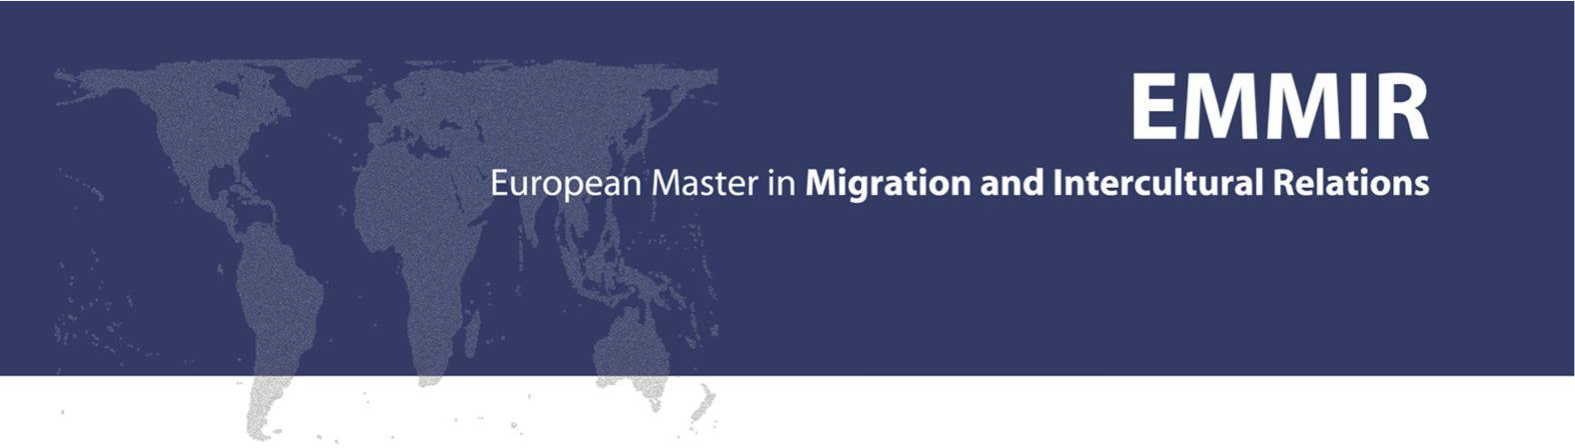 EMMIR
European Master in Migration and Intercultural Relations